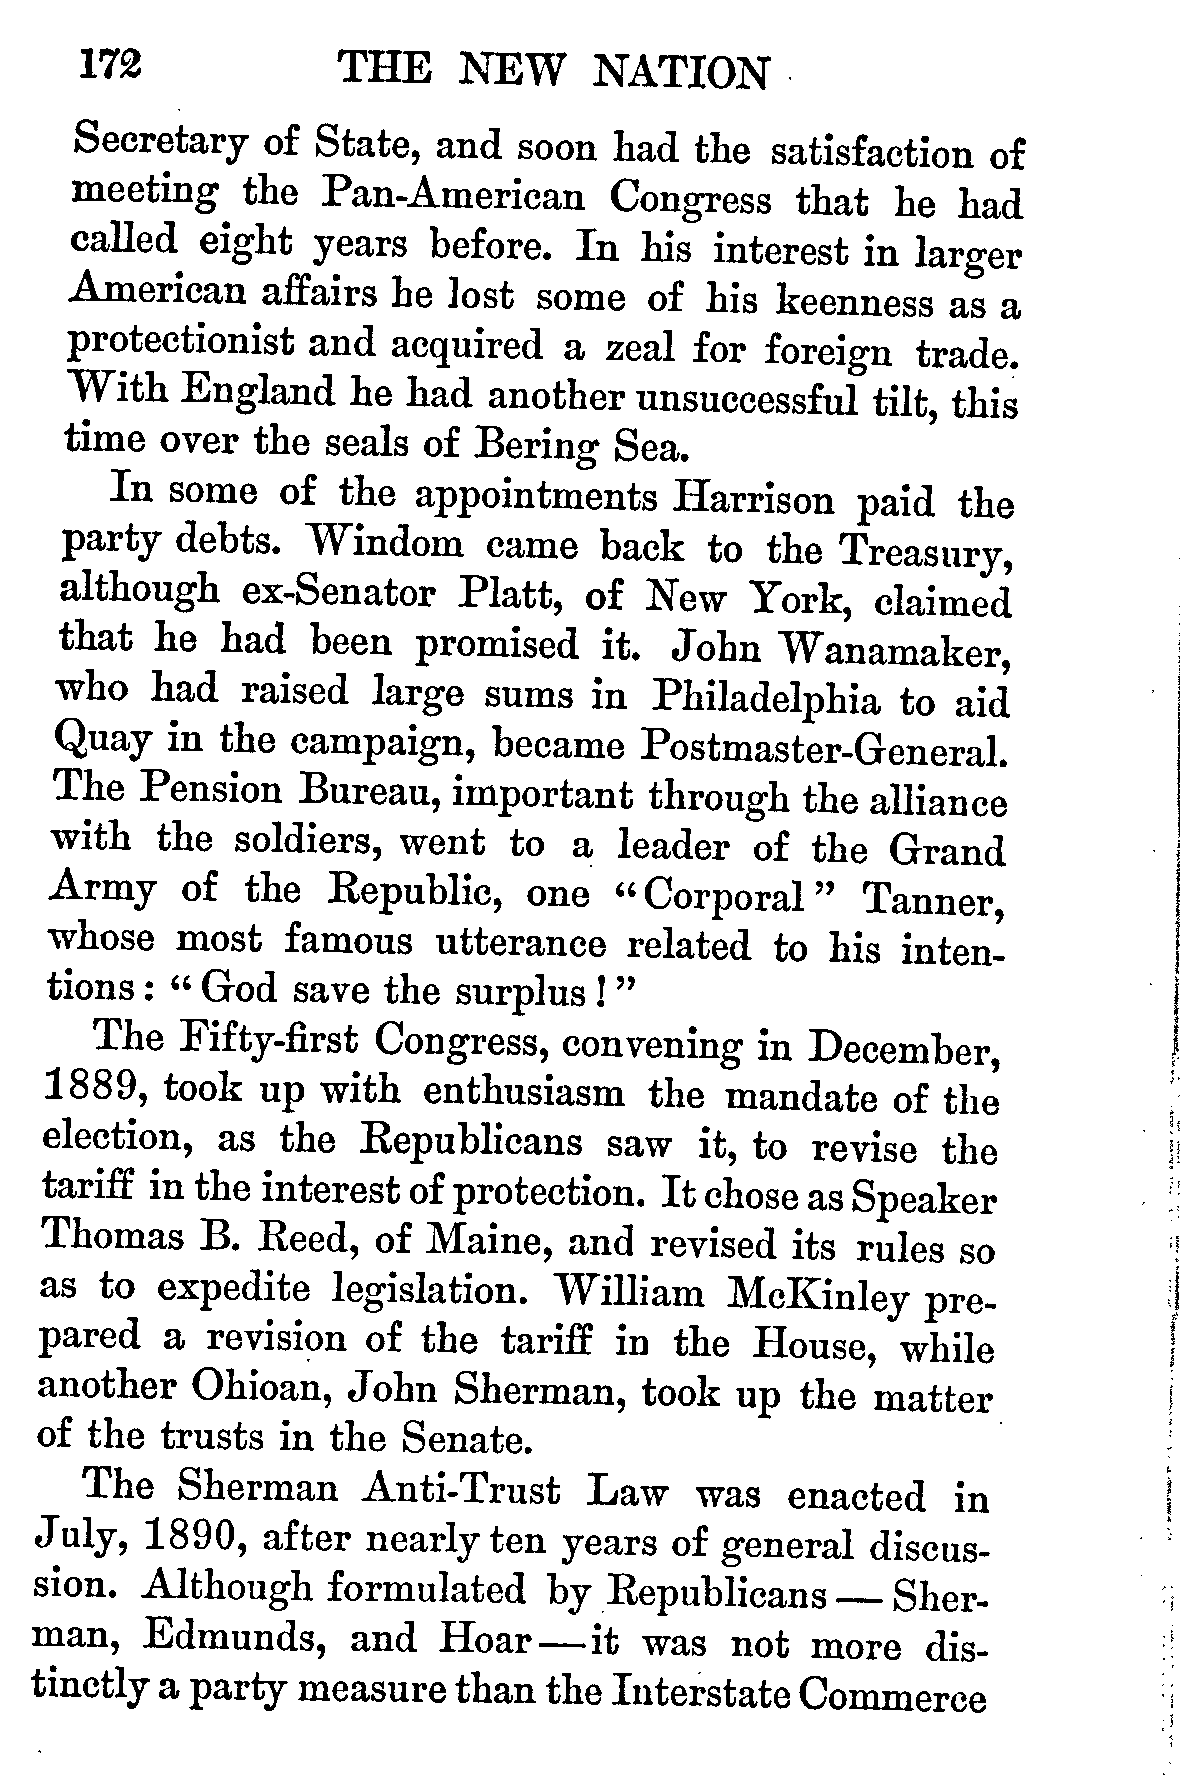 172 THE NEW NATION
Secretary of State, and soon had the satisfaction of
meeting the Pan-American Congress that he had
called eight years before. In his interest in larger
American affairs he lost some of his keenness as a
protectionist and acquired a zeal for foreign trade.
With England he had another unsuccessful tilt, this
time over the seals of Bering Sea.
In some of the appointments Harrison paid the
party debts. Windom came back to the Treasury,
although ex-Senator Platt, of New York, claimed
that he had been promised it. John Wanamaker,
who had raised large sums in Philadelphia to aid
Quay in the campaign, became Postmaster-General.
The Pension Bureau, important through the alliance
with the soldiers, went to a leader of the Grand
Army of the Republic, one “Corporal” Tanner,
whose most famous utterance related to his inten-
tions: “God save the surplus!”
The Fifty-first Congress, convening in December,
1889, took up with enthusiasm the mandate of the
election, as the Republicans saw it, to revise the
tariff in the interest of protection. It chose as Speaker
Thomas B. Reed, of Maine, and revised its rules so
as to expedite legislation. William McKinley pre-
pared a revision of the tariff in the House, while
another Ohioan, John Sherman, took up the matter
of the trusts in the Senate.
The Sherman Anti-Trust Law was enacted in
July, 1890, after nearly ten years of general discus-
sion. Although formulated by Republicans — Sher-
man, Edmunds, and Hoar — it was not more dis-
tinctly a party measure than the Interstate Commerce